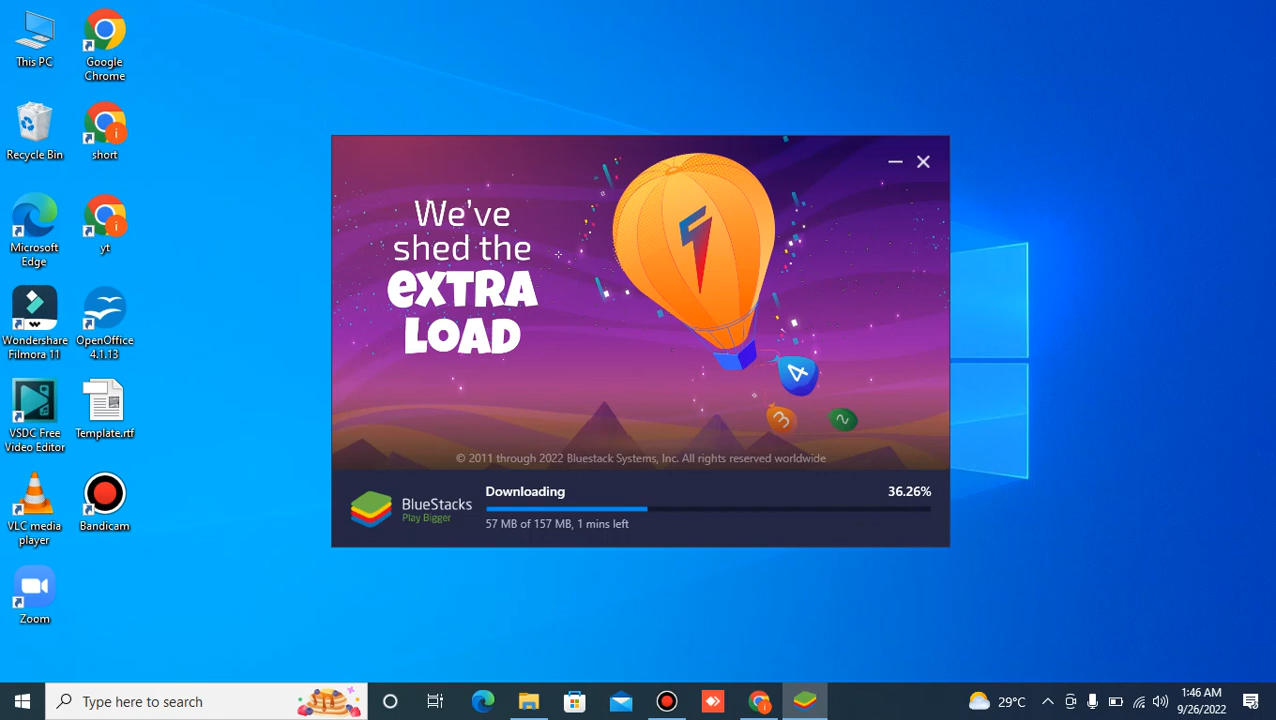 This PC
Google
Chrome
Recycle Bin
short
Microsoft
Edge
yt
Wondershare
Filmora 11
OpenOffice
4.1.13
VSDC Free
Video Editor
Template.rtf
VLC media
player
Bandicam
Zoom
We've
shed the
eXTRA
LOAD
4
3
2
© 2011 through 2022 Bluestack Systems, Inc. All rights reserved worldwide
BlueStacks
Play Bigger
Downloading
36.26%
57 MB of 157 MB, 1 mins left
Type here to search
29°C
1:46 AM
9/26/2022